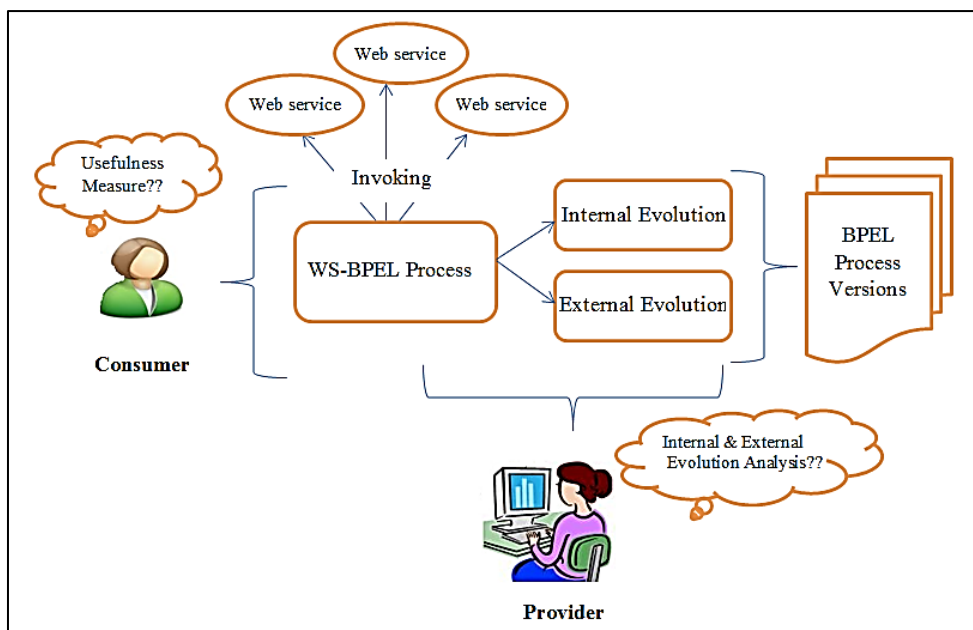 Web service
Web service
Web service
Usefulness
Measure??
Invoking
Internal Evolution
WS-BPEL Process
External Evolution
BPEL
Process
Versions
Consumer
Internal & External
Evolution Analysis??
Provider